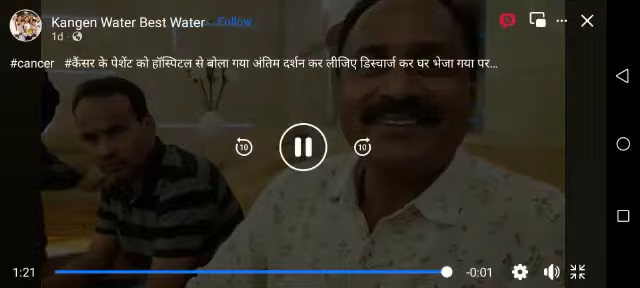 Kangen Water Best Water · Follow
1d ·
#cancer #कैंसर के पेशेंट को हॉस्पिटल से बोला गया अंतिम दर्शन कर लीजिए डिस्चार्ज कर घर भेजा गया पर...
10 10
1:21 -0:01